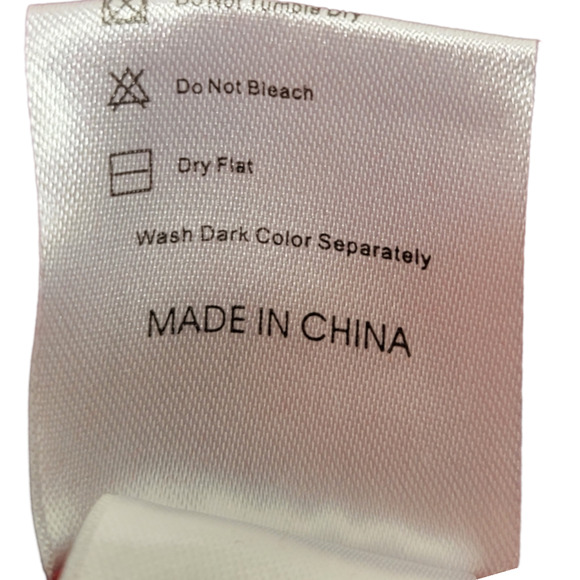 Do Not Tumble Dry
Do Not Bleach
Dry Flat
Wash Dark Color Separately
MADE IN CHINA